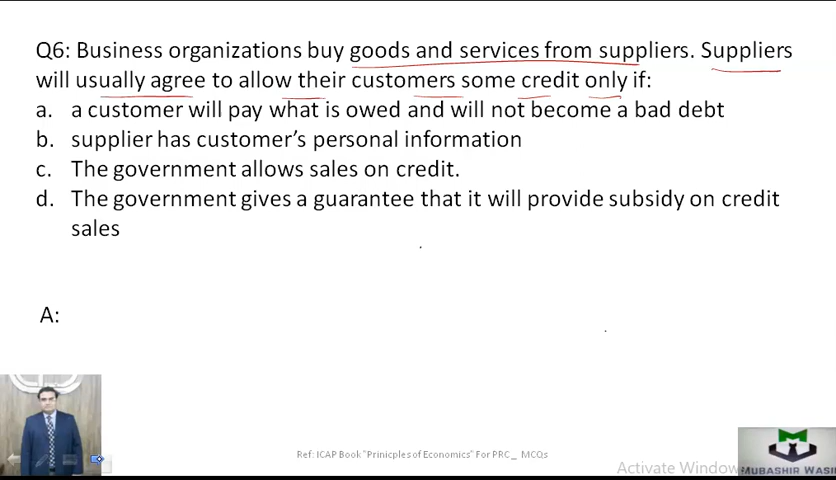 Q6: Business organizations buy goods and services from suppliers. Suppliers
will usually agree to allow their customers some credit only if:
a. a customer will pay what is owed and will not become a bad debt
b. supplier has customer's personal information
c. The government allows sales on credit.
d. The government gives a guarantee that it will provide subsidy on credit
sales
A:
Ref: ICAP Book "Prinicples of Economics" For PRC_ MCQs
Activate Window
MUBASHIR WASI